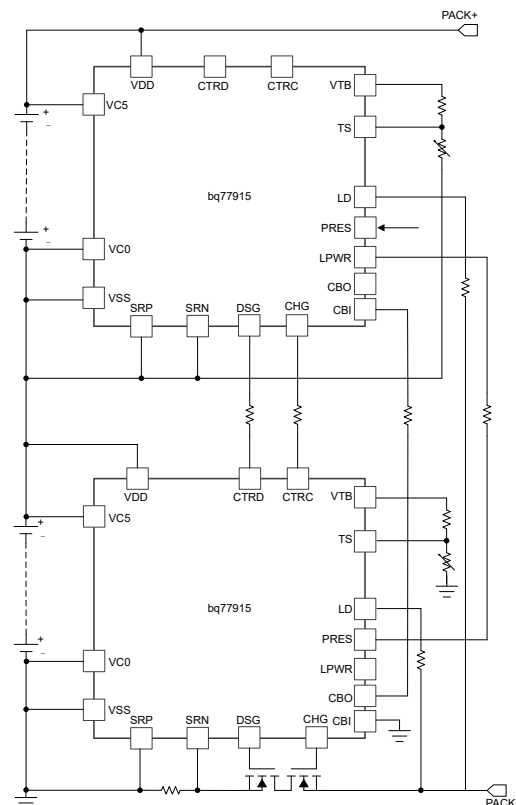 PACK+
VDD
CTRD
CTRC
VTB
VC5
TS
bq77915
LD
PRES
LPWR
VC0
CBO
VSS
CBI
SRP
SRN
DSG
CHG
VDD
CTRD
CTRC
VTB
VC5
TS
bq77915
LD
PRES
VC0
LPWR
CBO
VSS
CBI
SRP
SRN
DSG
CHG
PACK